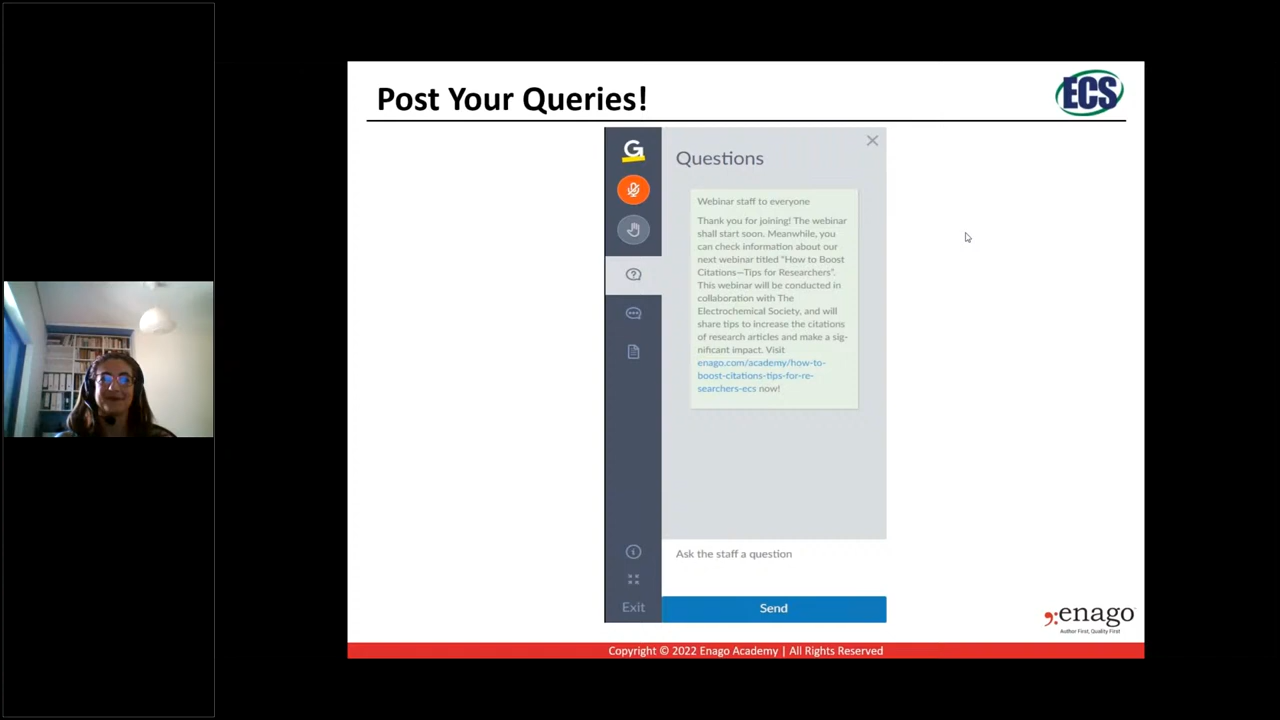 Post Your Queries!
ECS
G
Questions
Webinar staff to everyone
Thank you for joining! The webinar
shall start soon. Meanwhile, you
can check information about our
next webinar titled “How to Boost
Citations—Tips for Researchers”.
This webinar will be conducted in
collaboration with The
Electrochemical Society, and will
share tips to increase the citations
of research articles and make a sig-
nificant impact. Visit
enago.com/academy/how-to-
boost-citations-tips-for-re-
searchers-ecs now!
Ask the staff a question
Exit
Send
enago
Author First, Quality First
Copyright © 2022 Enago Academy | All Rights Reserved